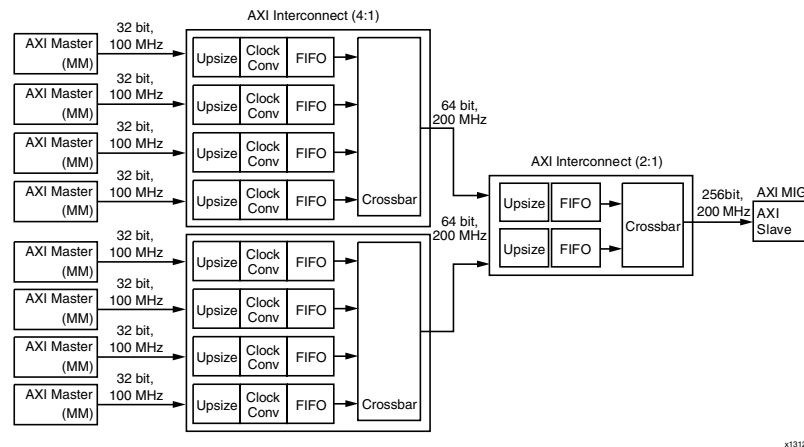 AXI Interconnect (4:1)
AXI Master
(MM)
32 bit,
100 MHz
Upsize
Clock
Conv
FIFO
AXI Master
(MM)
32 bit,
100 MHz
Upsize
Clock
Conv
FIFO
AXI Master
(MM)
32 bit,
100 MHz
Upsize
Clock
Conv
FIFO
AXI Master
(MM)
32 bit,
100 MHz
Upsize
Clock
Conv
FIFO
Crossbar
64 bit,
200 MHz
AXI Master
(MM)
32 bit,
100 MHz
Upsize
Clock
Conv
FIFO
AXI Master
(MM)
32 bit,
100 MHz
Upsize
Clock
Conv
FIFO
AXI Master
(MM)
32 bit,
100 MHz
Upsize
Clock
Conv
FIFO
AXI Master
(MM)
32 bit,
100 MHz
Upsize
Clock
Conv
FIFO
Crossbar
64 bit,
200 MHz
AXI Interconnect (2:1)
Upsize
FIFO
Upsize
FIFO
Crossbar
256bit,
200 MHz
AXI MIG
AXI
Slave